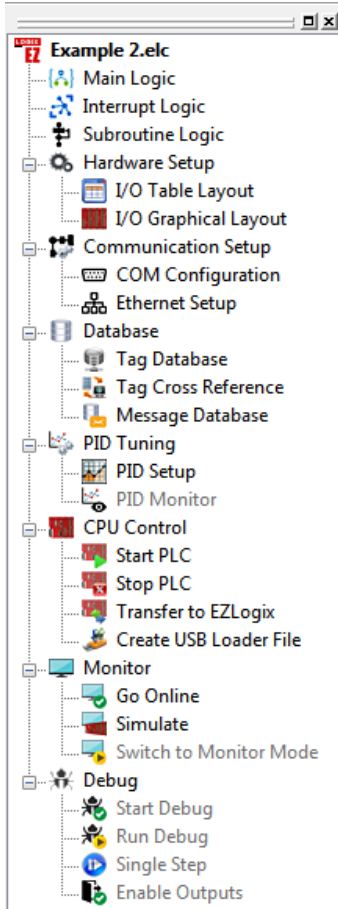 LOGIX
EZ
Example 2.elc
Main Logic
Interrupt Logic
Subroutine Logic
Hardware Setup
I/O Table Layout
I/O Graphical Layout
Communication Setup
COM Configuration
Ethernet Setup
Database
Tag Database
Tag Cross Reference
Message Database
PID Tuning
PID Setup
PID Monitor
CPU Control
Start PLC
Stop PLC
Transfer to EZLogix
Create USB Loader File
Monitor
Go Online
Simulate
Switch to Monitor Mode
Debug
Start Debug
Run Debug
Single Step
Enable Outputs